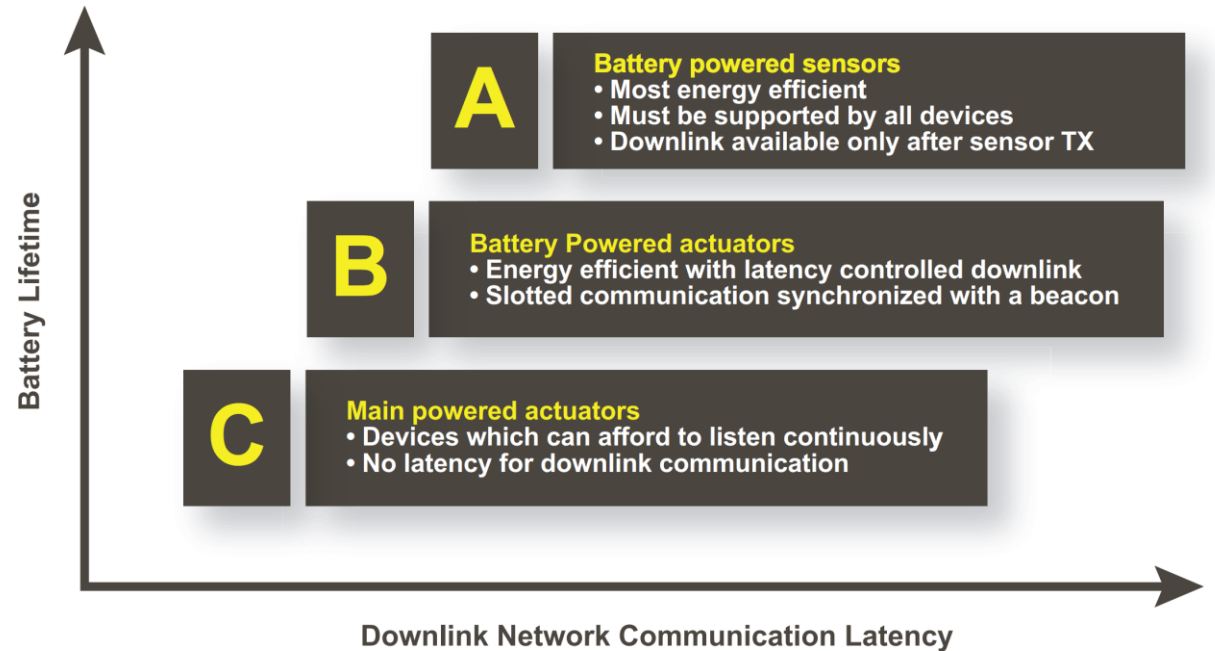 Battery Lifetime
A
Battery powered sensors
• Most energy efficient
• Must be supported by all devices
• Downlink available only after sensor TX
B
Battery Powered actuators
• Energy efficient with latency controlled downlink
• Slotted communication synchronized with a beacon
C
Main powered actuators
• Devices which can afford to listen continuously
• No latency for downlink communication
Downlink Network Communication Latency